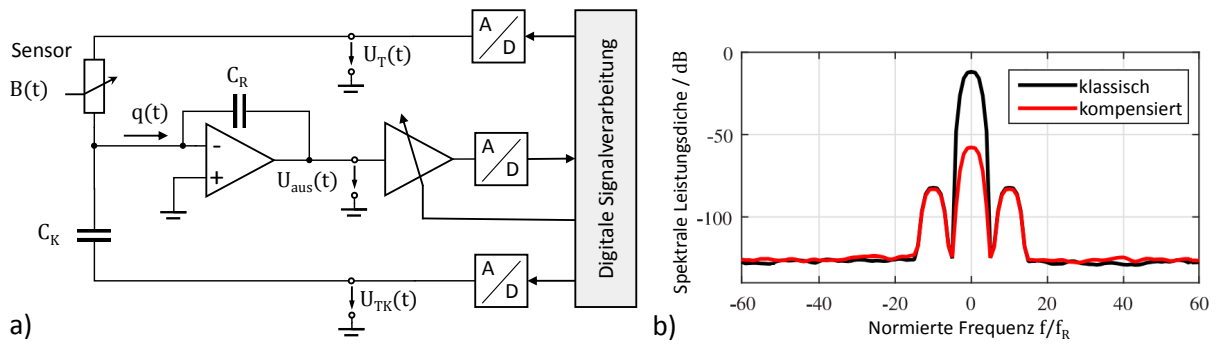 Sensor
B(t)
q(t)
C_R
-
+
U_aus(t)
U_T(t)
A
D
A
D
A
D
C_K
U_TK(t)
Digitale Signalverarbeitung
a)
Spektrale Leistungsdiche / dB
0
-50
-100
klassisch
kompensiert
-60
-40
-20
0
20
40
60
Normierte Frequenz f/f_R
b)